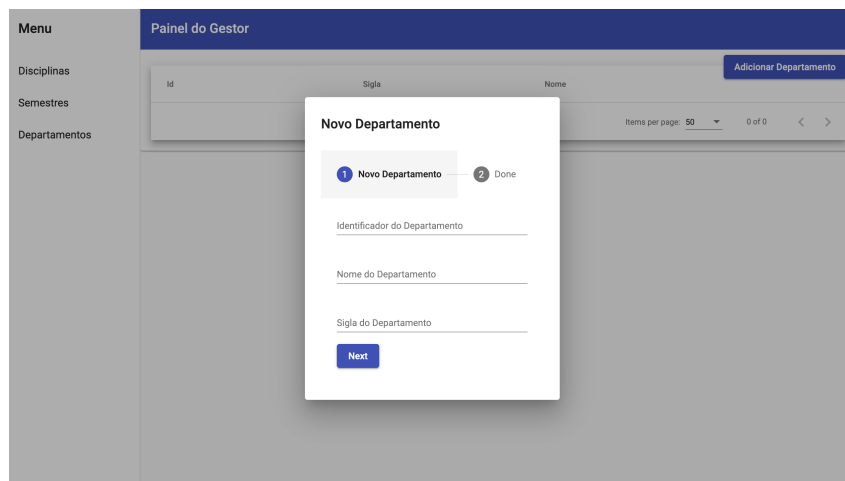 Menu
Painel do Gestor
Disciplinas
Semestres
Departamentos
Adicionar Departamento
Id Sigla Nome
Items per page: 50 0 of 0
Novo Departamento
1 Novo Departamento 2 Done
Identificador do Departamento
Nome do Departamento
Sigla do Departamento
Next